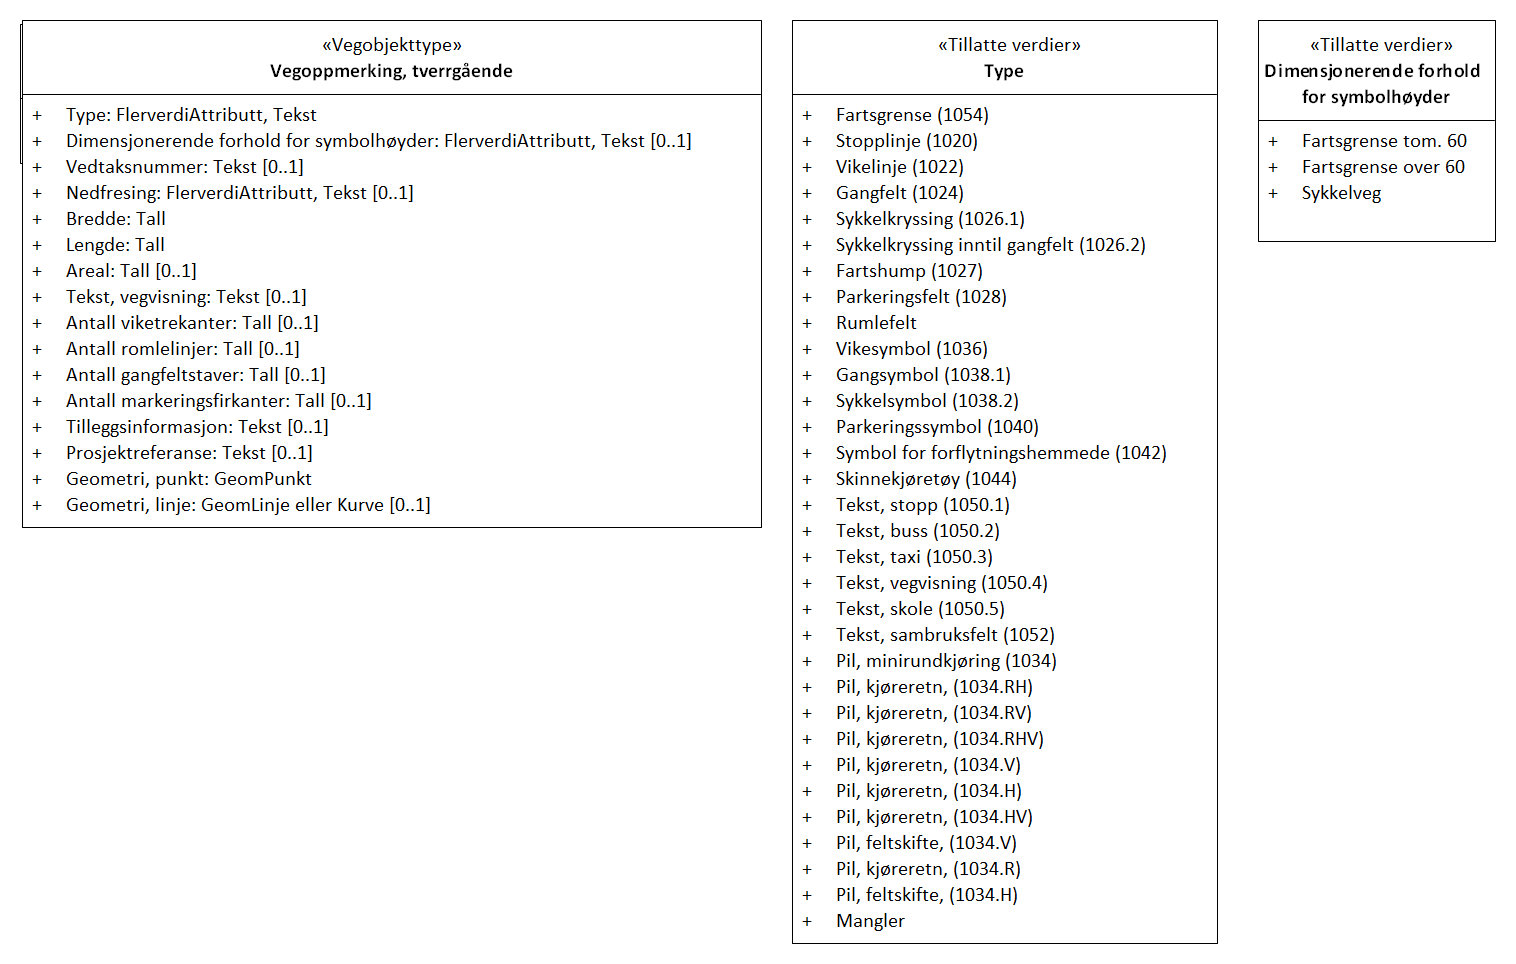 «Vegobjekttype»
Vegoppmerking, tverrgående
+ Type: FlerverdiAttributt, Tekst
+ Dimensjonerende forhold for symbolhøyder: FlerverdiAttributt, Tekst [0..1]
+ Vedtaksnummer: Tekst [0..1]
+ Nedfresing: FlerverdiAttributt, Tekst [0..1]
+ Bredde: Tall
+ Lengde: Tall
+ Areal: Tall [0..1]
+ Tekst, vegvisning: Tekst [0..1]
+ Antall viketrekanter: Tall [0..1]
+ Antall romlelinjer: Tall [0..1]
+ Antall gangfeltstaver: Tall [0..1]
+ Antall markeringsfirkanter: Tall [0..1]
+ Tilleggsinformasjon: Tekst [0..1]
+ Prosjektreferanse: Tekst [0..1]
+ Geometri, punkt: GeomPunkt
+ Geometri, linje: GeomLinje eller Kurve [0..1]
«Tillatte verdier»
Type
+ Fartsgrense (1054)
+ Stopplinje (1020)
+ Vikelinje (1022)
+ Gangfelt (1024)
+ Sykkelkryssing (1026.1)
+ Sykkelkryssing inntil gangfelt (1026.2)
+ Fartshump (1027)
+ Parkeringsfelt (1028)
+ Rumlefelt
+ Vikesymbol (1036)
+ Gangsymbol (1038.1)
+ Sykkelsymbol (1038.2)
+ Parkeringssymbol (1040)
+ Symbol for forflytningshemmede (1042)
+ Skinnekjøretøy (1044)
+ Tekst, stopp (1050.1)
+ Tekst, buss (1050.2)
+ Tekst, taxi (1050.3)
+ Tekst, vegvisning (1050.4)
+ Tekst, skole (1050.5)
+ Tekst, sambruksfelt (1052)
+ Pil, minirundkjøring (1034)
+ Pil, kjøreretn, (1034.RH)
+ Pil, kjøreretn, (1034.RV)
+ Pil, kjøreretn, (1034.RHV)
+ Pil, kjøreretn, (1034.V)
+ Pil, kjøreretn, (1034.H)
+ Pil, kjøreretn, (1034.HV)
+ Pil, feltskifte, (1034.V)
+ Pil, kjøreretn, (1034.R)
+ Pil, feltskifte, (1034.H)
+ Mangler
«Tillatte verdier»
Dimensjonerende forhold
for symbolhøyder
+ Fartsgrense tom. 60
+ Fartsgrense over 60
+ Sykkelveg